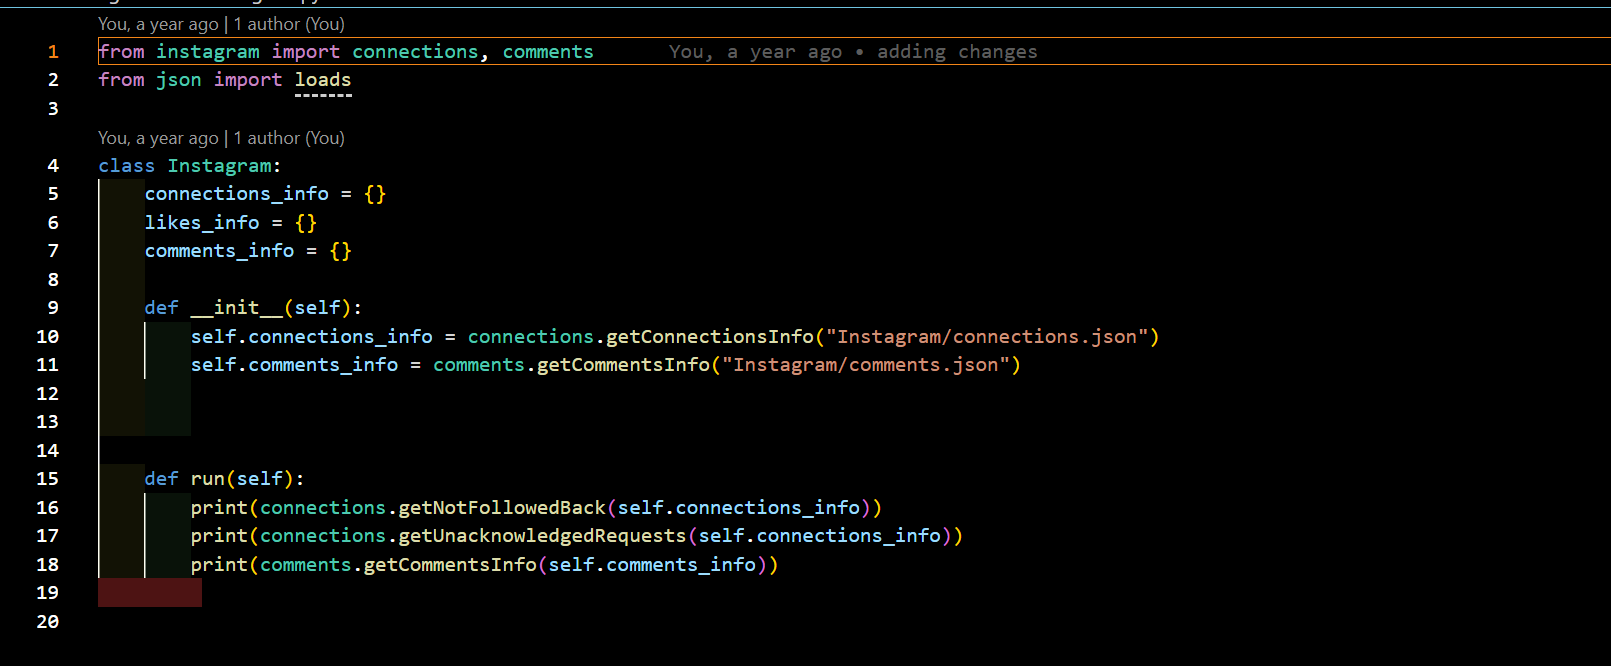 You, a year ago | 1 author (You)
1 from instagram import connections, comments You, a year ago • adding changes
2 from json import loads
3
You, a year ago | 1 author (You)
4 class Instagram:
5 connections_info = {}
6 likes_info = {}
7 comments_info = {}
8
9 def __init__(self):
10 self.connections_info = connections.getConnectionsInfo("Instagram/connections.json")
11 self.comments_info = comments.getCommentsInfo("Instagram/comments.json")
12
13
14
15 def run(self):
16 print(connections.getNotFollowedBack(self.connections_info))
17 print(connections.getUnacknowledgedRequests(self.connections_info))
18 print(comments.getCommentsInfo(self.comments_info))
19
20